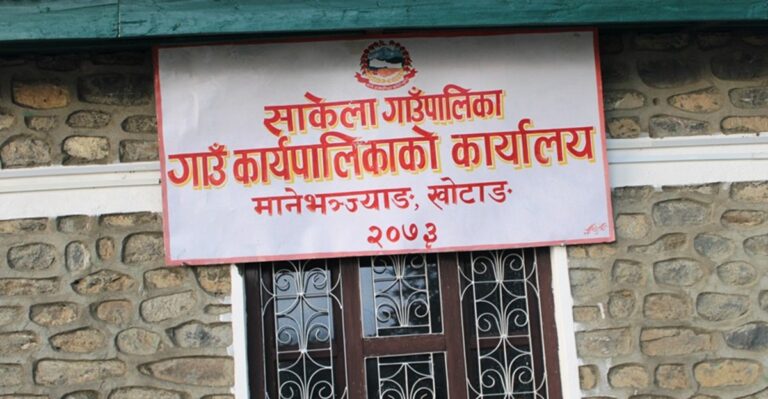 साकेला गाउँपालिका
गाउँ कार्यपालिकाको कार्यालय
मानेभञ्ज्याङ, खोटाङ
२०७३